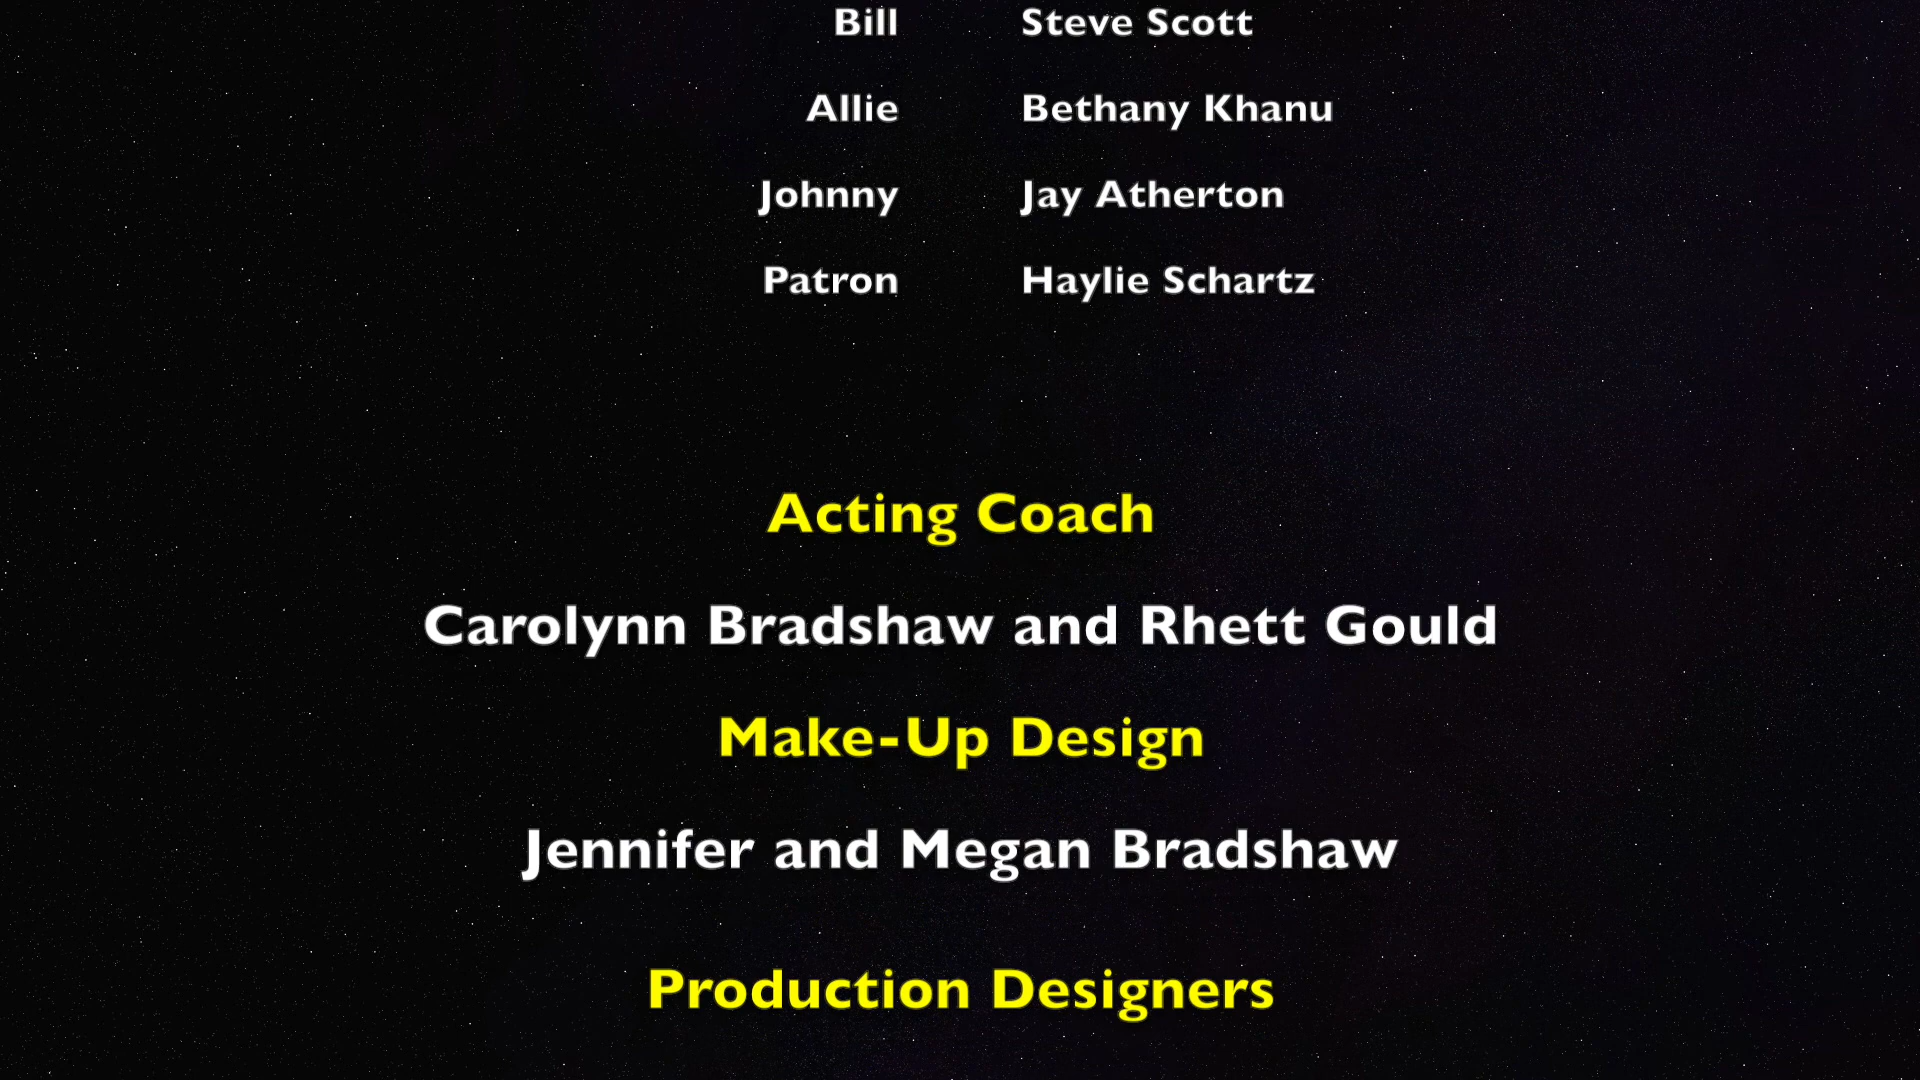 Bill Steve Scott
Allie Bethany Khanu
Johnny Jay Atherton
Patron Haylie Schartz
Acting Coach
Carolynn Bradshaw and Rhett Gould
Make-Up Design
Jennifer and Megan Bradshaw
Production Designers